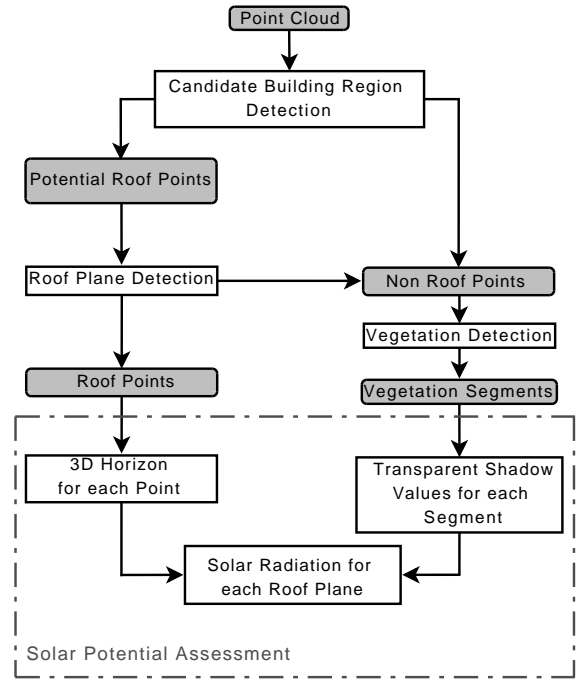 Point Cloud
Candidate Building Region
Detection
Potential Roof Points
Roof Plane Detection
Non Roof Points
Vegetation Detection
Roof Points
Vegetation Segments
3D Horizon
for each Point
Transparent Shadow
Values for each
Segment
Solar Radiation for
each Roof Plane
Solar Potential Assessment